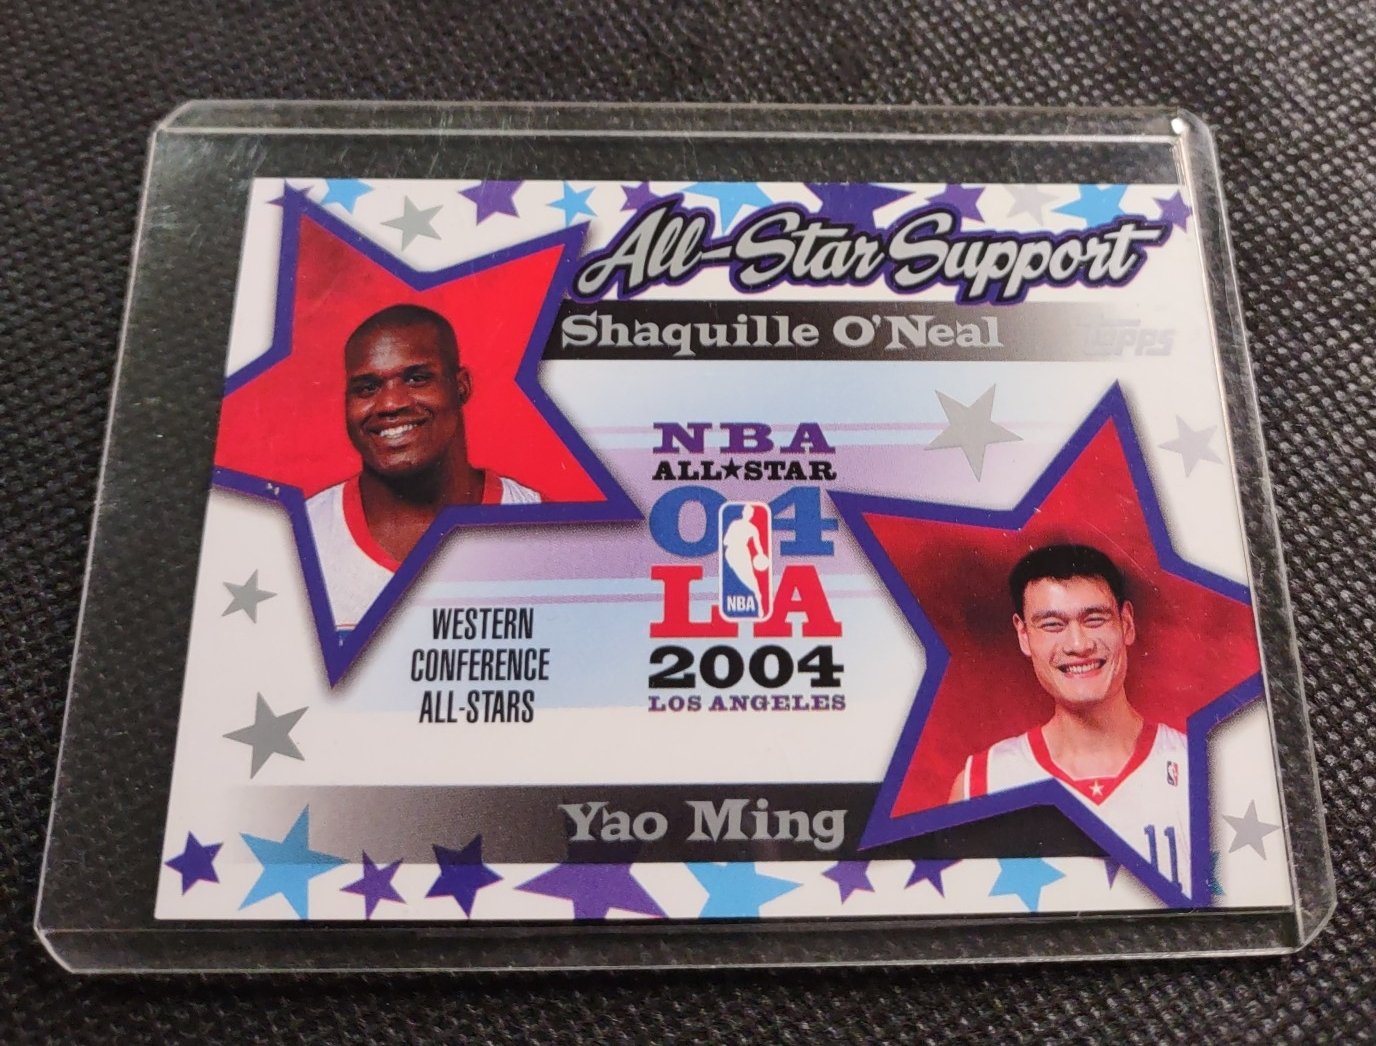 All-Star Support
Shaquille O'Neal
TOPPS
NBA
ALL★STAR
04
LA
NBA
2004
LOS ANGELES
WESTERN
CONFERENCE
ALL-STARS
Yao Ming
11